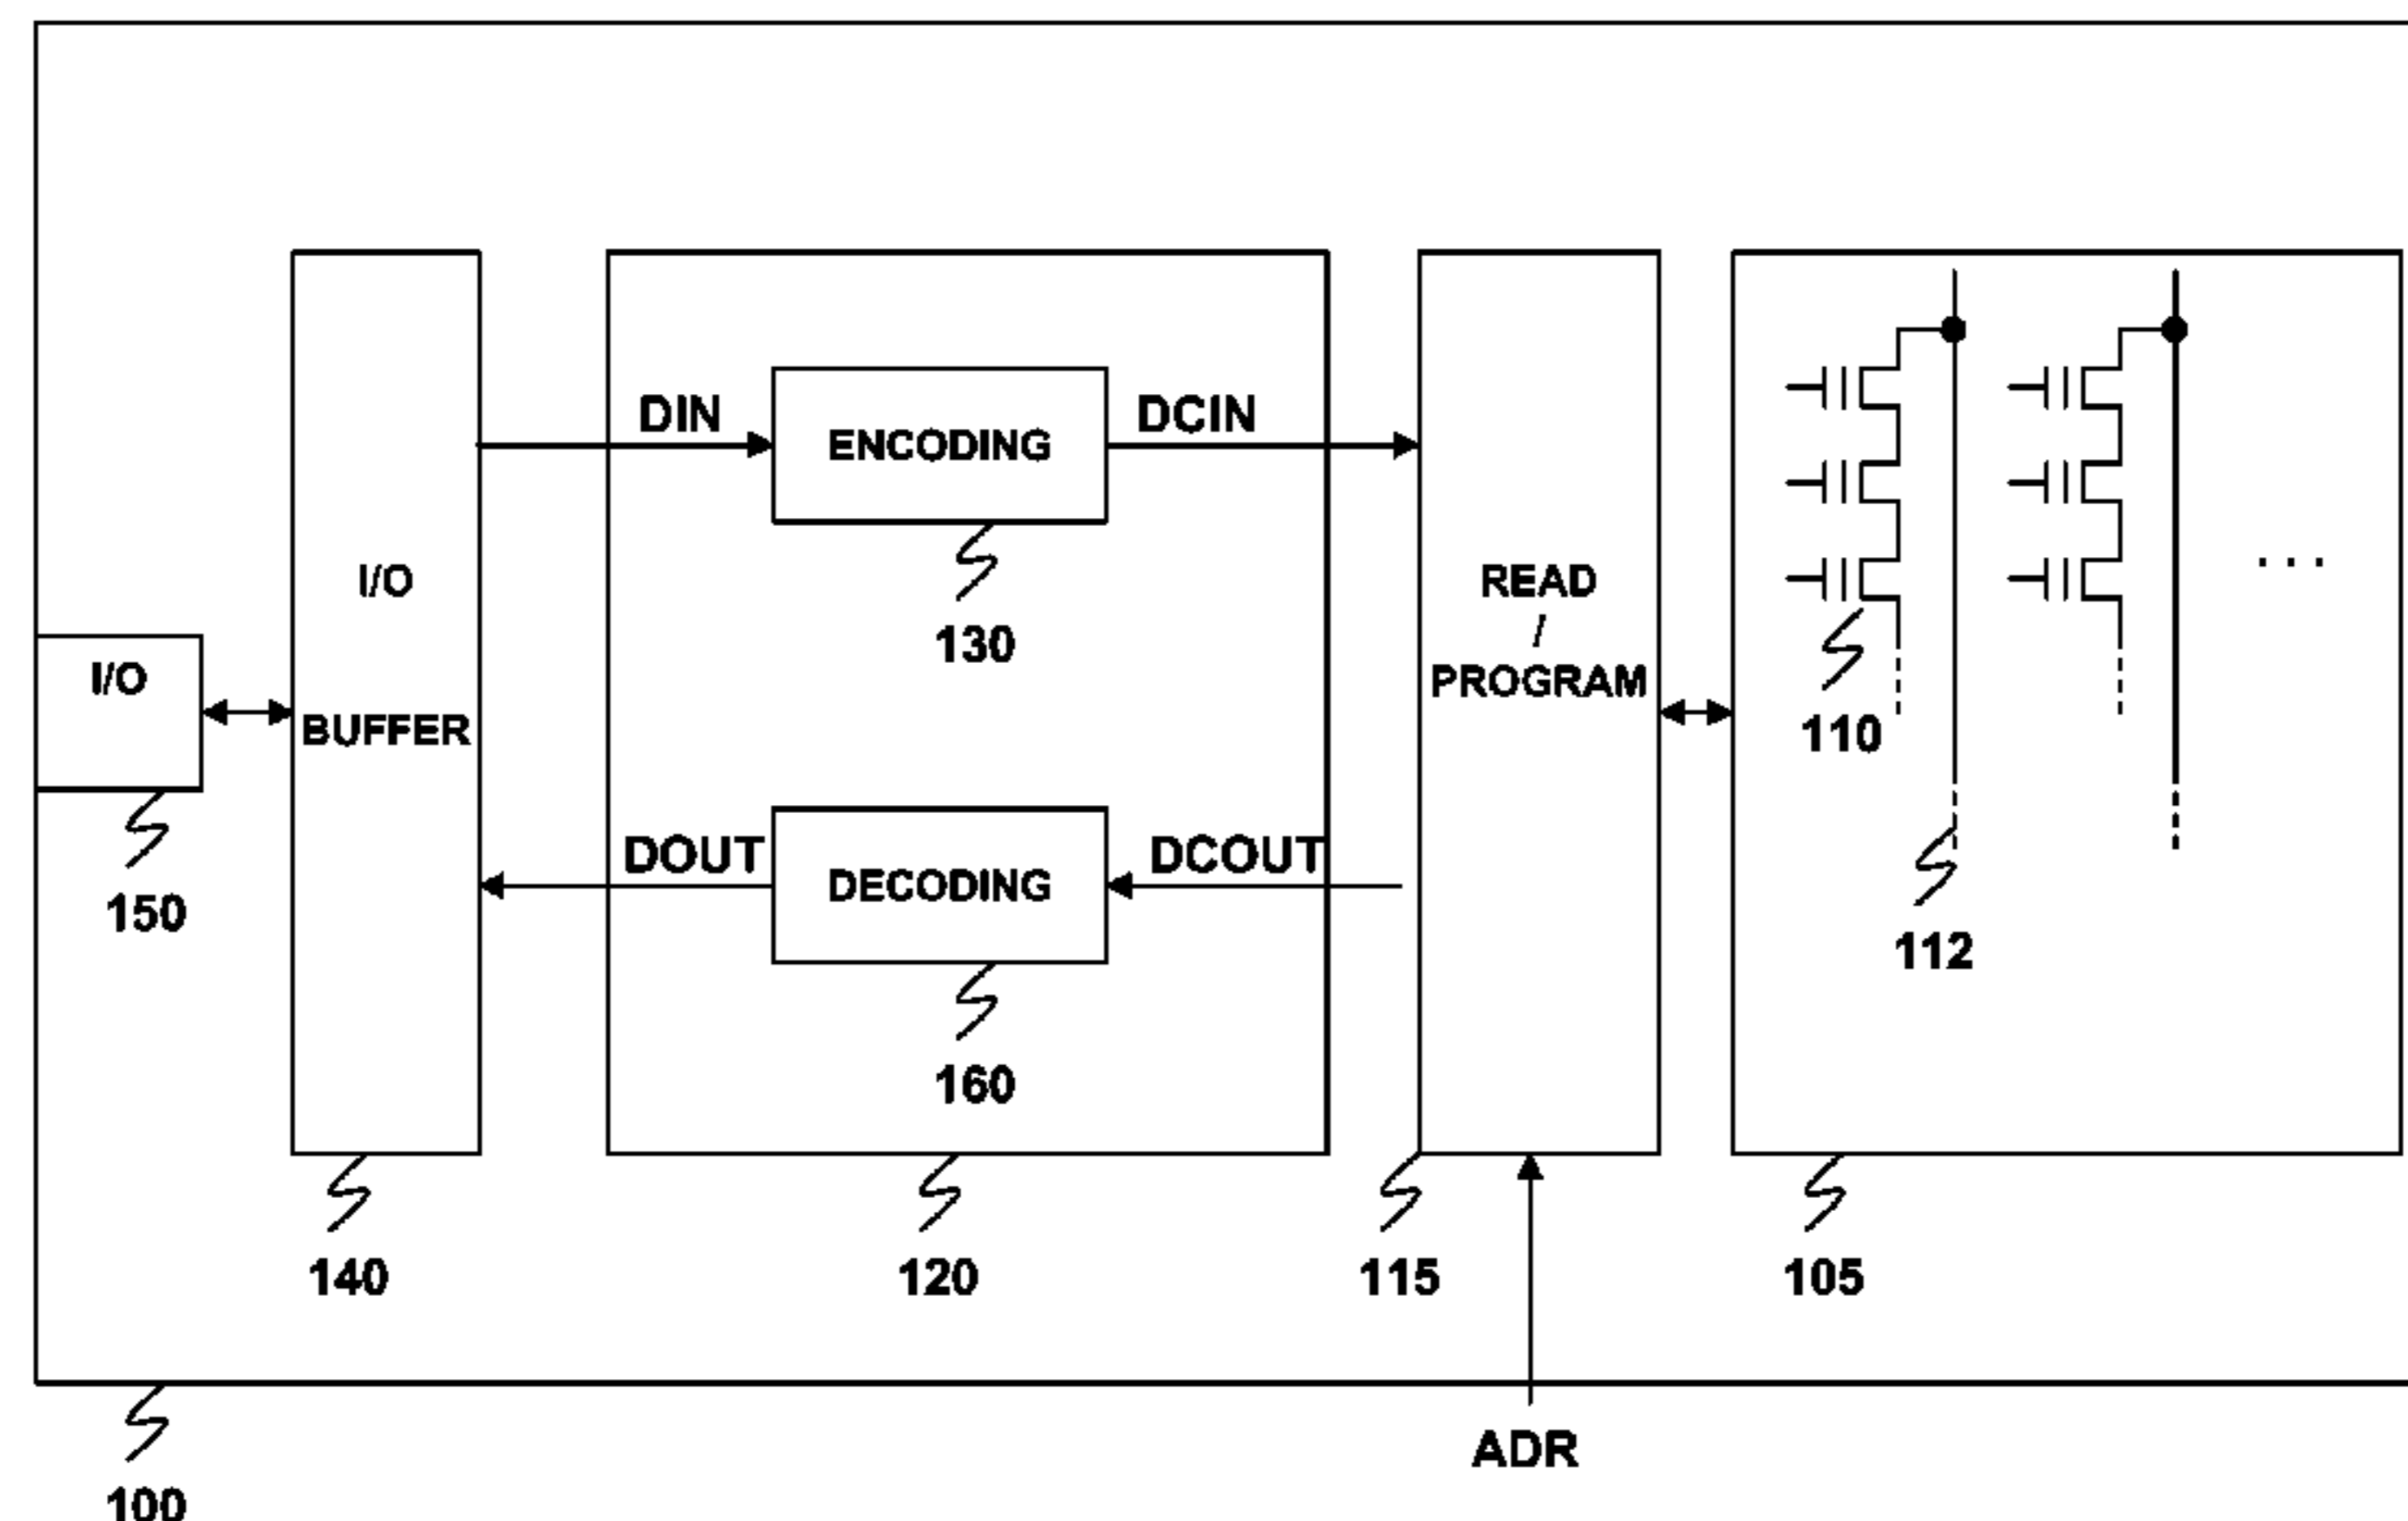 DIN
ENCODING
DCIN
130
I/O
BUFFER
I/O
150
READ
/
PROGRAM
DOUT
DECODING
DCOUT
160
110
112
. . .
140
120
115
105
ADR
100